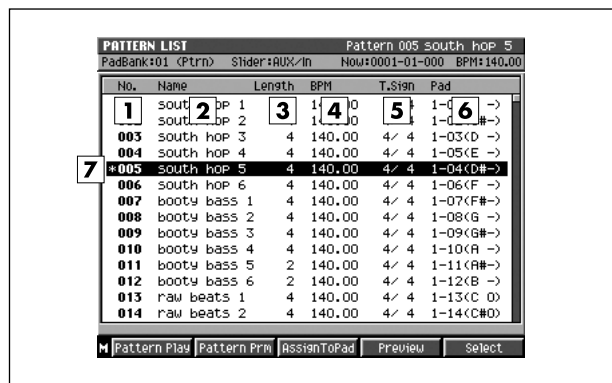 PATTERN LIST Pattern 005 south hop 5
PadBank:01 (Ptrn) Slider:AUX/In Now:0001-01-000 BPM:140.00
No. Name Length BPM T.Sign Pad
1 2 3 4 5 6
003 south hop 3 4 140.00 4/ 4 1-03(D -)
004 south hop 4 4 140.00 4/ 4 1-05(E -)
7 *005 south hop 5 4 140.00 4/ 4 1-04(D#-)
006 south hop 6 4 140.00 4/ 4 1-06(F -)
007 booty bass 1 4 140.00 4/ 4 1-07(F#-)
008 booty bass 2 4 140.00 4/ 4 1-08(G -)
009 booty bass 3 4 140.00 4/ 4 1-09(G#-)
010 booty bass 4 4 140.00 4/ 4 1-10(A -)
011 booty bass 5 2 140.00 4/ 4 1-11(A#-)
012 booty bass 6 2 140.00 4/ 4 1-12(B -)
013 raw beats 1 4 140.00 4/ 4 1-13(C 0)
014 raw beats 2 4 140.00 4/ 4 1-14(C#0)
M Pattern Play Pattern Prm AssignToPad Preview Select